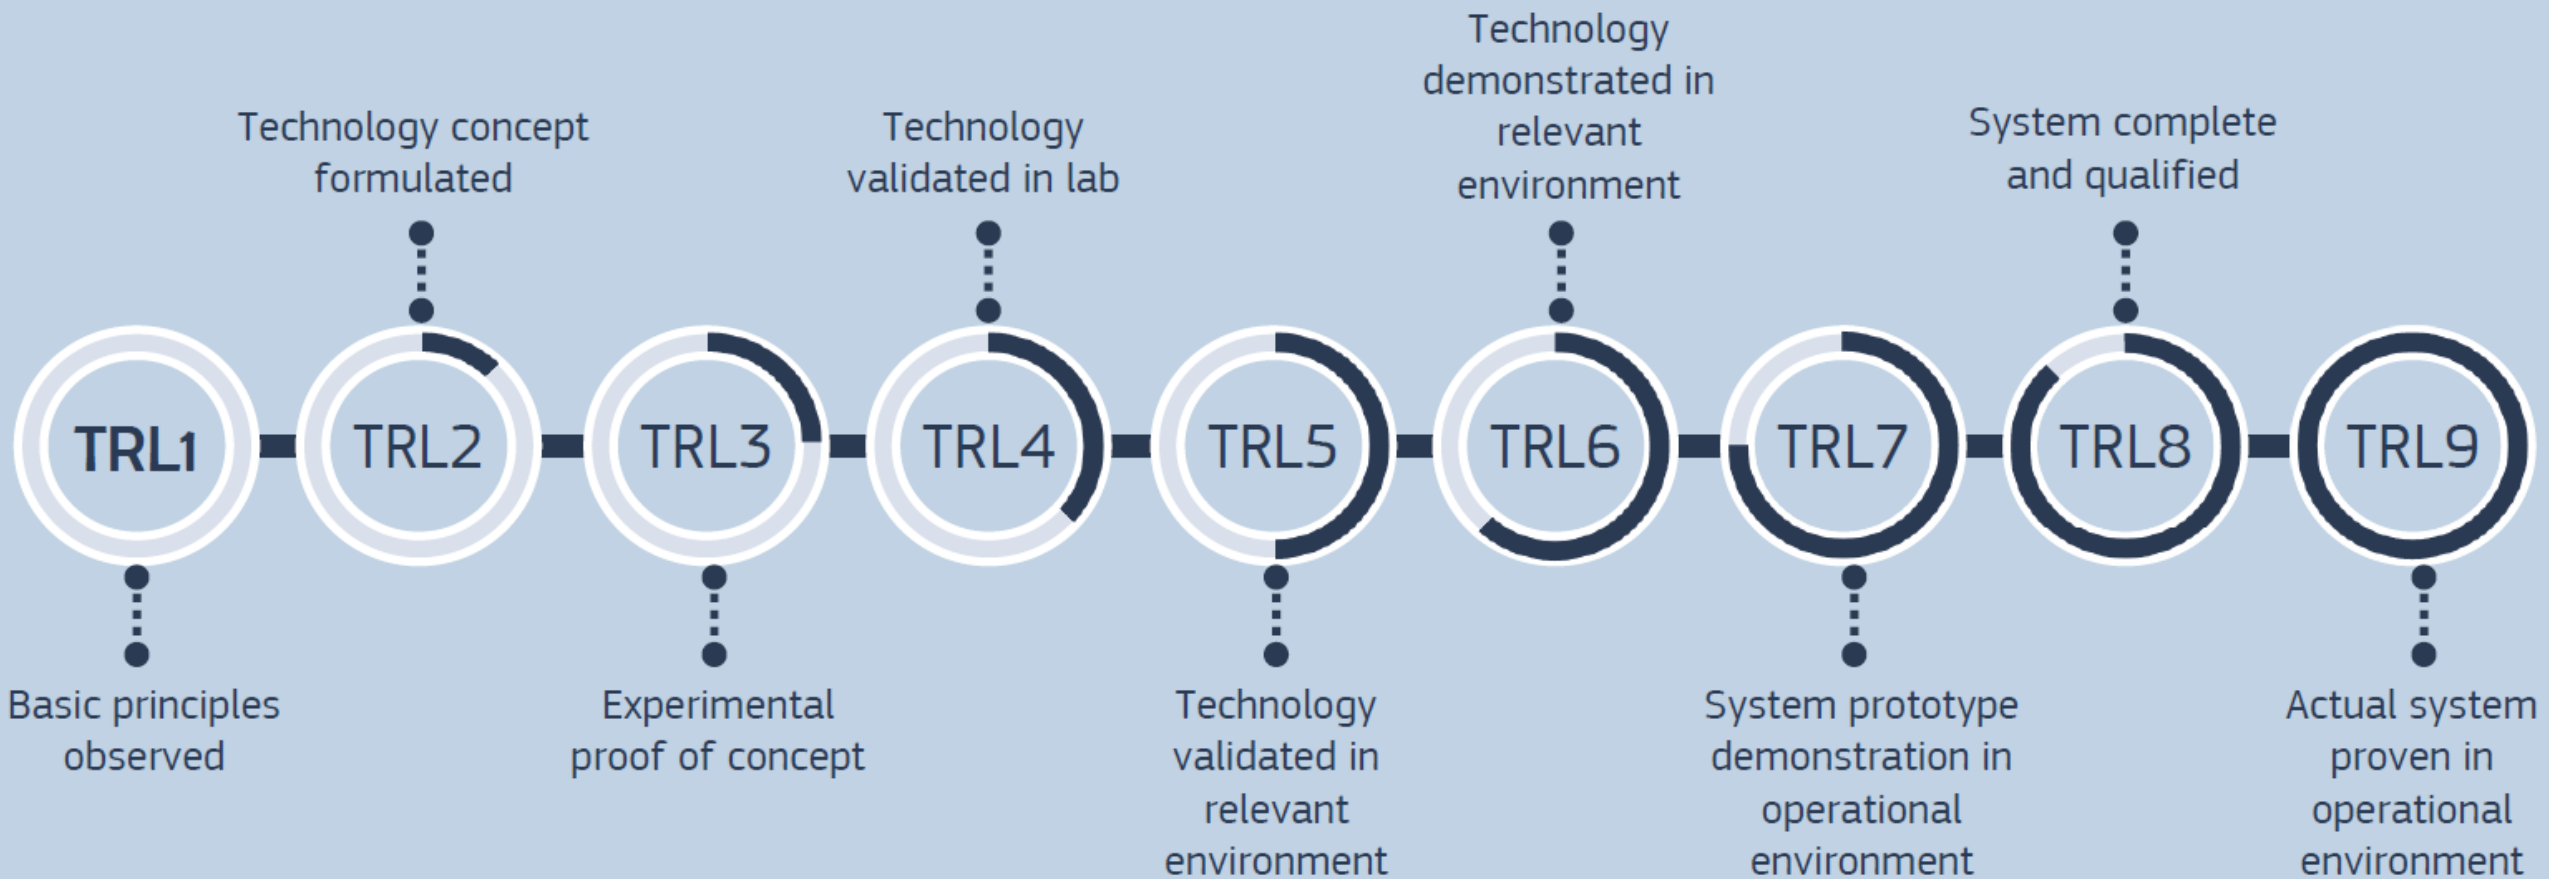 Technology concept
formulated
Technology
validated in lab
Technology
demonstrated in
relevant
environment
System complete
and qualified
TRL1
TRL2
TRL3
TRL4
TRL5
TRL6
TRL7
TRL8
TRL9
Basic principles
observed
Experimental
proof of concept
Technology
validated in
relevant
environment
System prototype
demonstration in
operational
environment
Actual system
proven in
operational
environment